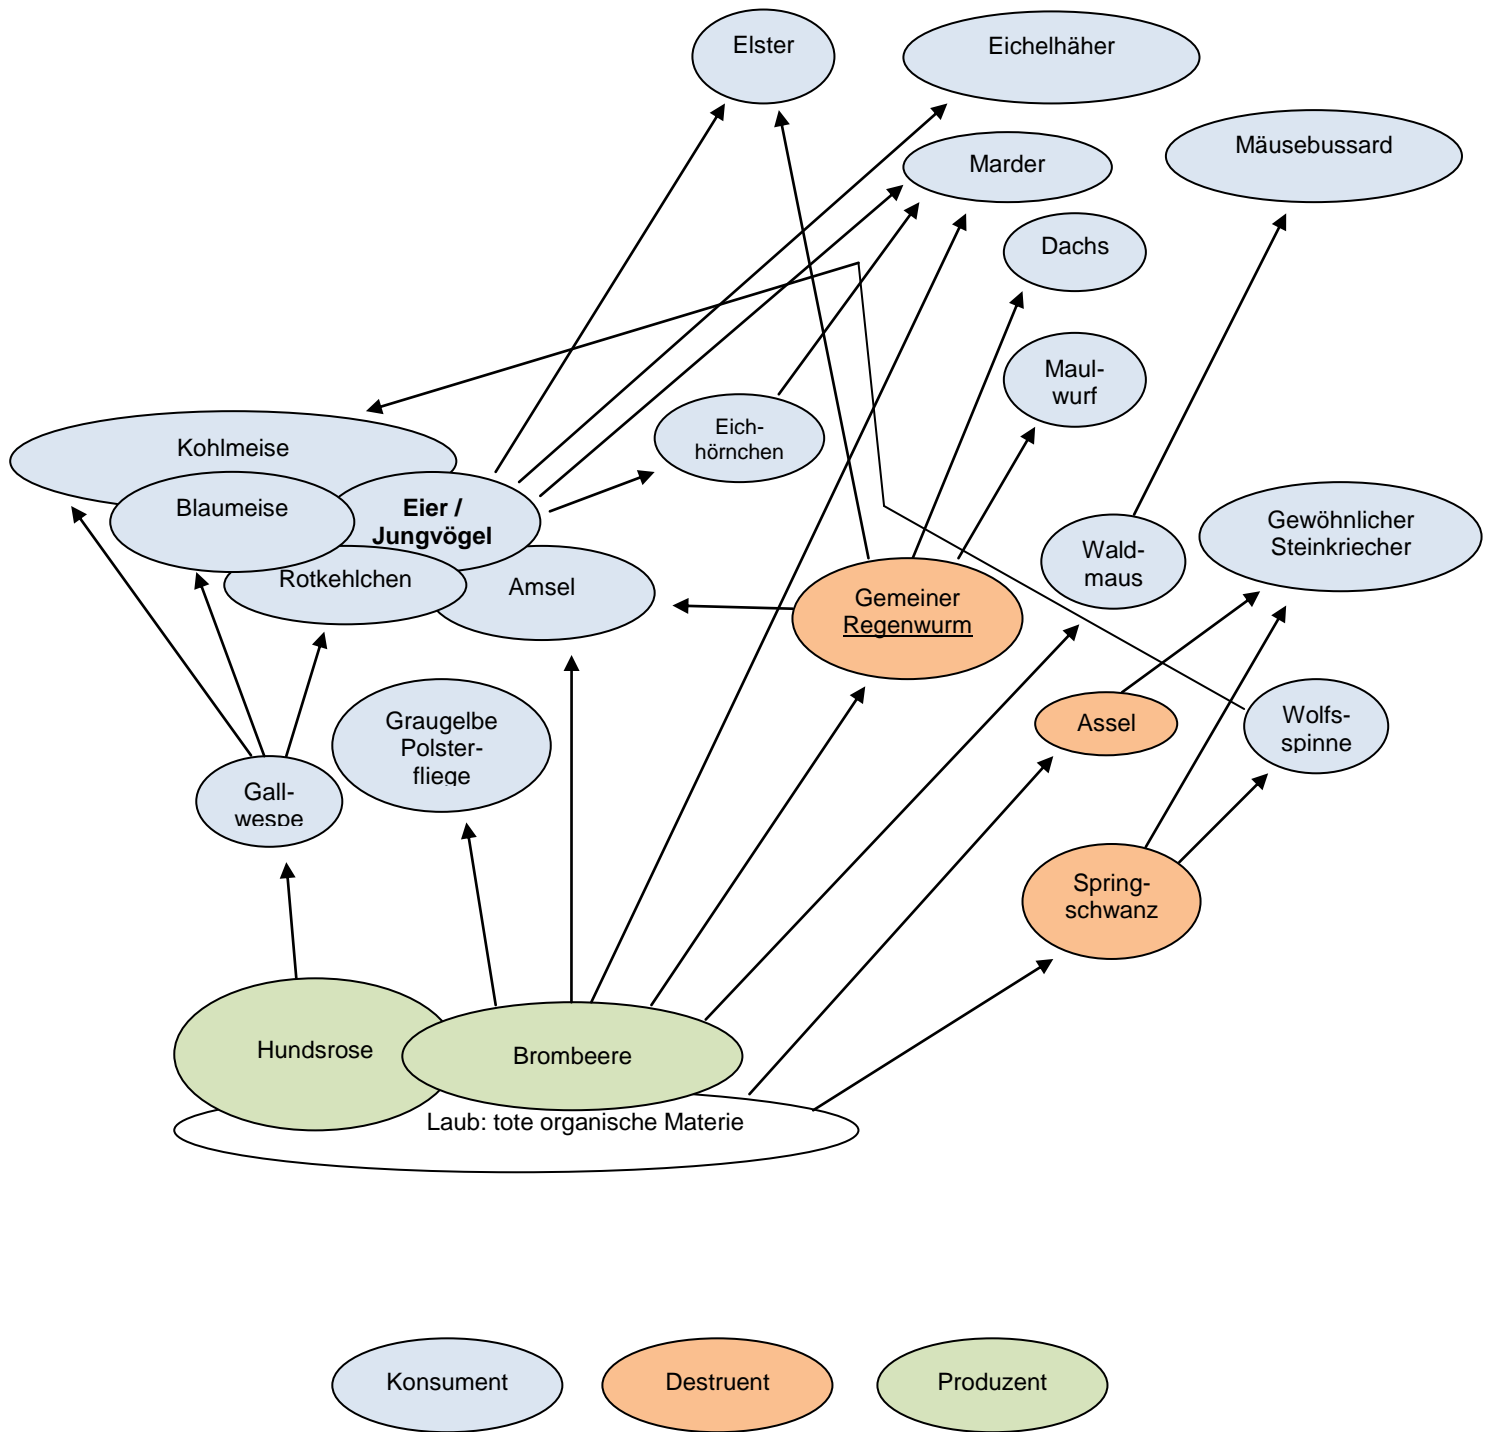 Elster
Eichelhäher
Mäusebussard
Marder
Dachs
Maul-
wurf
Eich-
hörnchen
Kohlmeise
Blaumeise
Eier /
Jungvögel
Rotkehlchen
Amsel
Gemeiner
Regenwurm
Wald-
maus
Gewöhnlicher
Steinkriecher
Graugelbe
Polster-
fliege
Assel
Wolfs-
spinne
Gall-
wespe
Spring-
schwanz
Hundsrose
Brombeere
Laub: tote organische Materie
Konsument
Destruent
Produzent